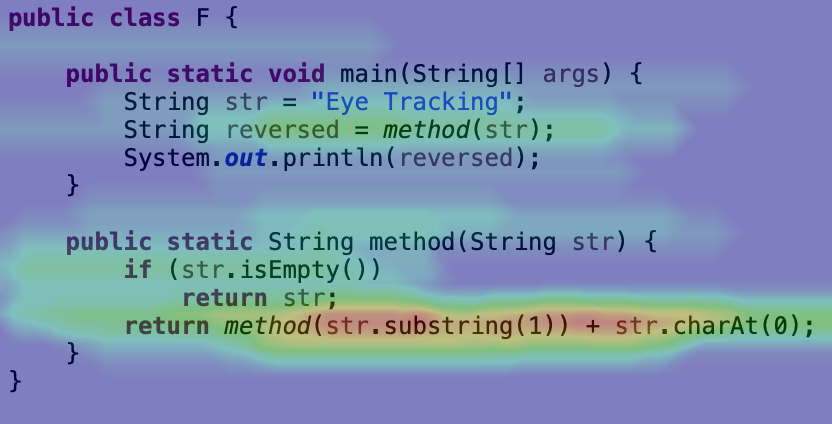 public class F {
    public static void main(String[] args) {
        String str = "Eye Tracking";
        String reversed = method(str);
        System.out.println(reversed);
    }
    public static String method(String str) {
        if (str.isEmpty())
            return str;
        return method(str.substring(1)) + str.charAt(0);
    }
}